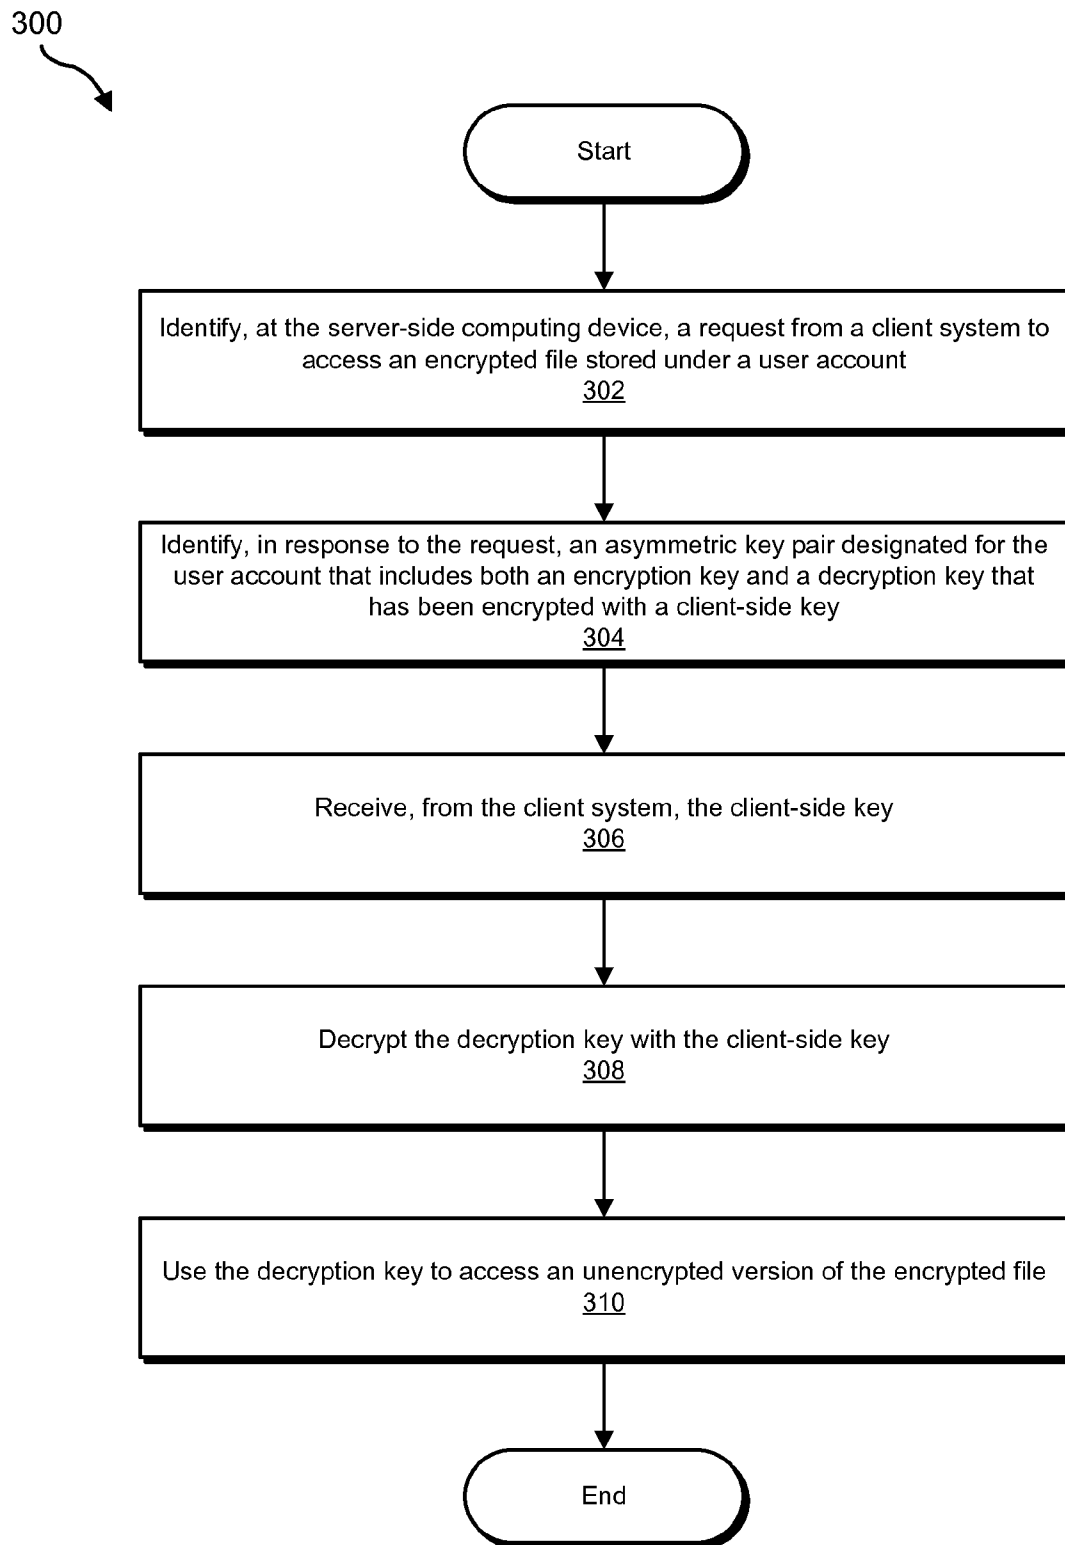 300
Start
Identify, at the server-side computing device, a request from a client system to
access an encrypted file stored under a user account
302
Identify, in response to the request, an asymmetric key pair designated for the
user account that includes both an encryption key and a decryption key that
has been encrypted with a client-side key
304
Receive, from the client system, the client-side key
306
Decrypt the decryption key with the client-side key
308
Use the decryption key to access an unencrypted version of the encrypted file
310
End